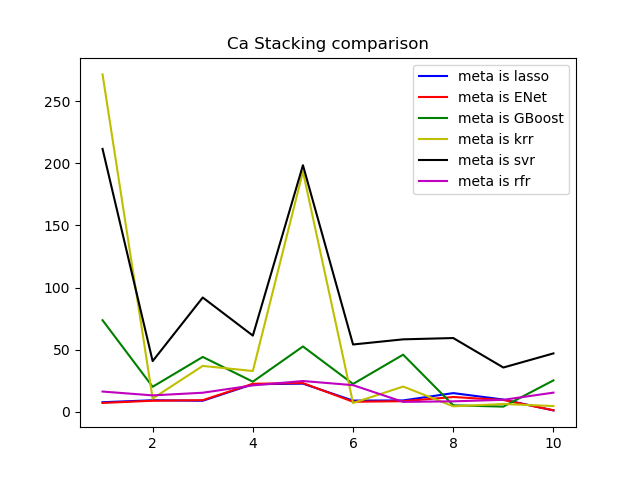 Ca Stacking comparison
meta is lasso
meta is ENet
meta is GBoost
meta is krr
meta is svr
meta is rfr
250
200
150
100
50
0
2
4
6
8
10